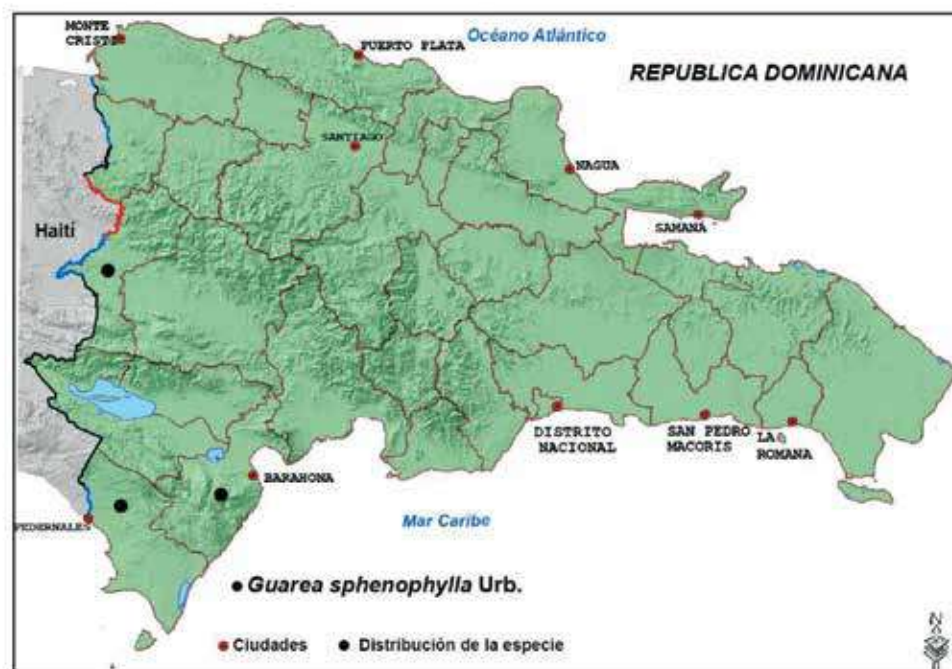 MONTE
CRISTI
PUERTO PLATA
Océano Atlántico
REPUBLICA DOMINICANA
SANTIAGO
NAGUA
SAMANÁ
Haití
DISTRITO
NACIONAL
SAN PEDRO
MACORIS
LA
ROMANA
BARAHONA
PEDERNALES
Mar Caribe
Guarea sphenophylla Urb.
Ciudades
Distribución de la especie
N